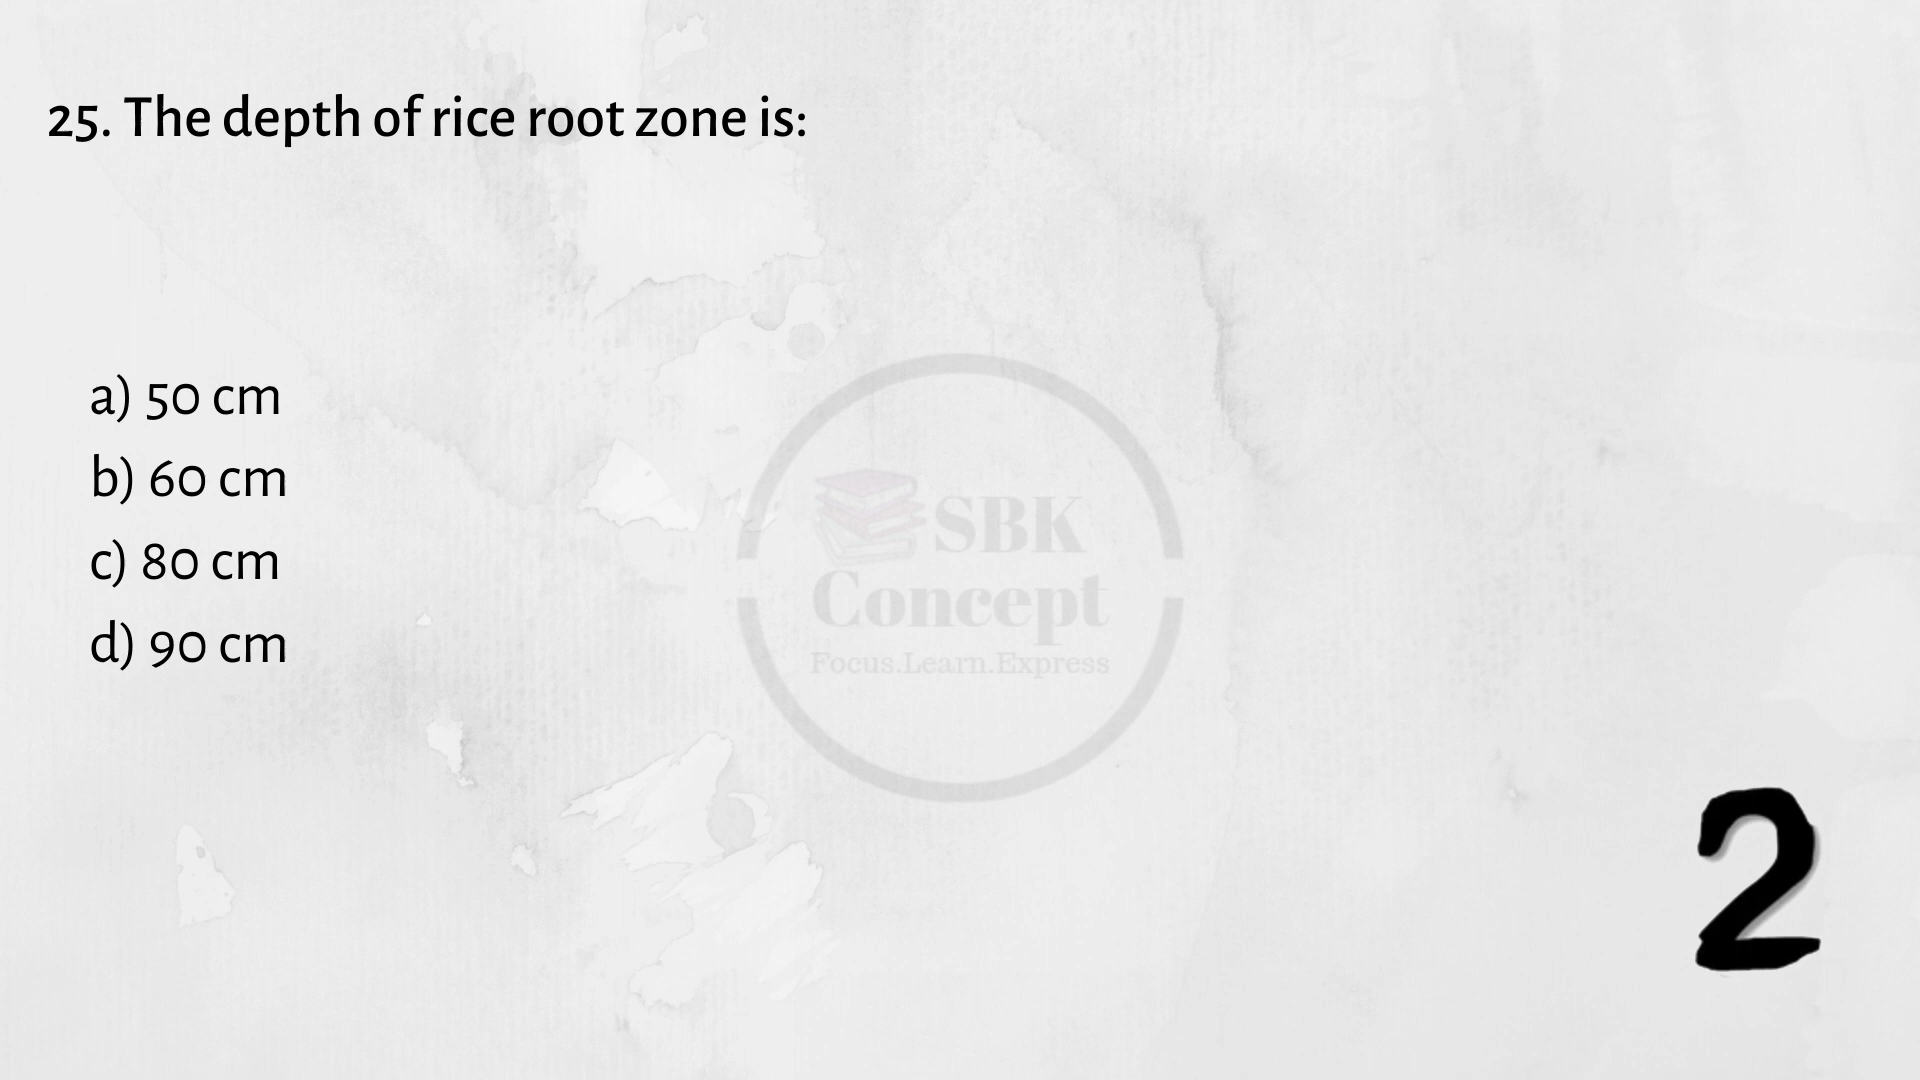 25. The depth of rice root zone is:
a) 50 cm
b) 60 cm
c) 80 cm
d) 90 cm
SBK
Concept
Focus.Learn.Express
2